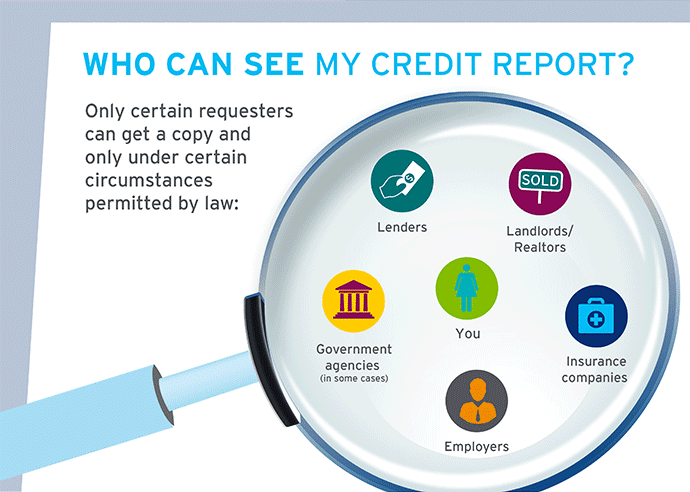 WHO CAN SEE MY CREDIT REPORT?
Only certain requesters
can get a copy and
only under certain
circumstances
permitted by law:
Lenders
SOLD
Landlords/
Realtors
Government
agencies
(in some cases)
You
Insurance
companies
Employers